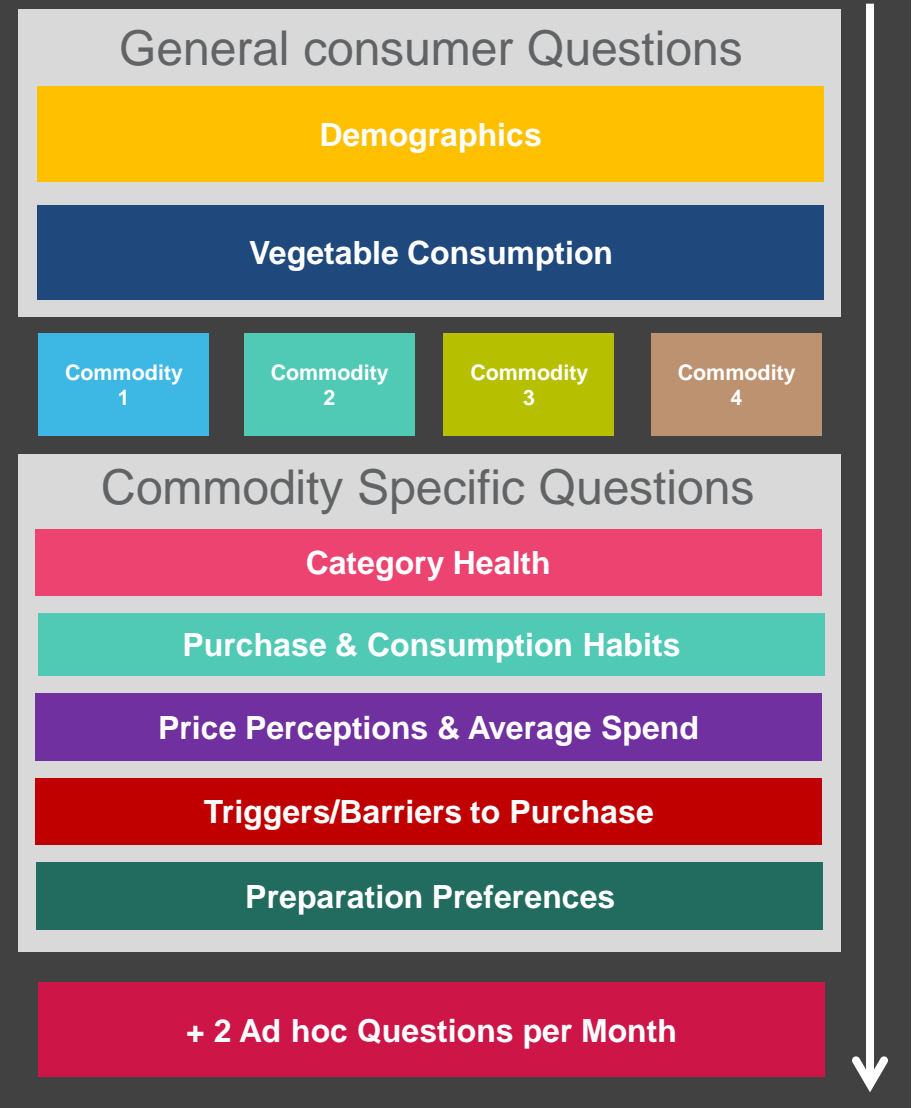 General consumer Questions
Demographics
Vegetable Consumption
Commodity
1
Commodity
2
Commodity
3
Commodity
4
Commodity Specific Questions
Category Health
Purchase & Consumption Habits
Price Perceptions & Average Spend
Triggers/Barriers to Purchase
Preparation Preferences
+ 2 Ad hoc Questions per Month